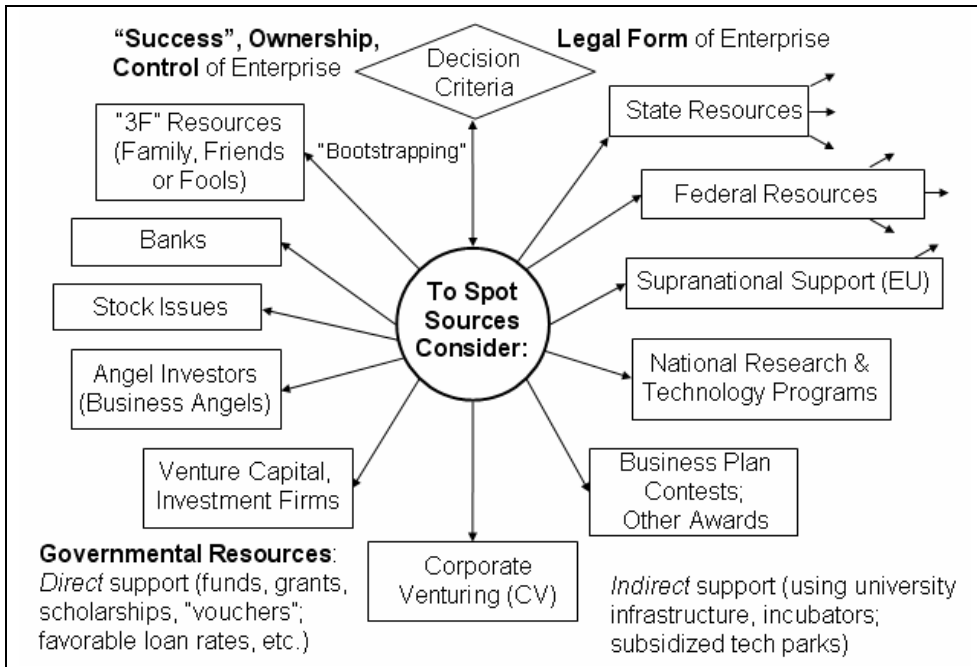 “Success”, Ownership,
Control of Enterprise
Decision
Criteria
Legal Form of Enterprise
"3F" Resources
(Family, Friends
or Fools)
"Bootstrapping"
State Resources
Federal Resources
Banks
Supranational Support (EU)
Stock Issues
To Spot
Sources
Consider:
Angel Investors
(Business Angels)
National Research &
Technology Programs
Venture Capital,
Investment Firms
Business Plan
Contests;
Other Awards
Corporate
Venturing (CV)
Governmental Resources:
Direct support (funds, grants,
scholarships, "vouchers";
favorable loan rates, etc.)
Indirect support (using university
infrastructure, incubators;
subsidized tech parks)